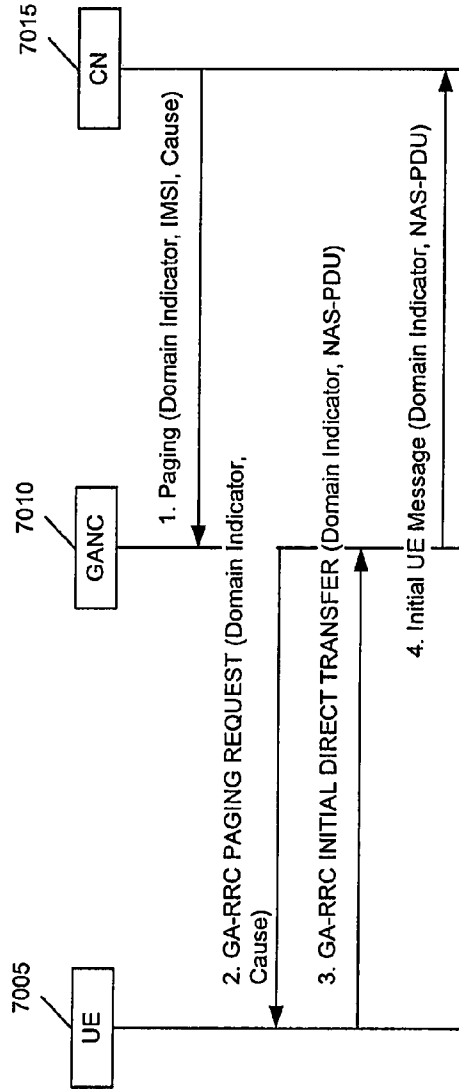 7005
UE
7010
GANC
7015
CN
1. Paging (Domain Indicator, IMSI, Cause)
2. GA-RRC PAGING REQUEST (Domain Indicator,
Cause)
3. GA-RRC INITIAL DIRECT TRANSFER (Domain Indicator, NAS-PDU)
4. Initial UE Message (Domain Indicator, NAS-PDU)